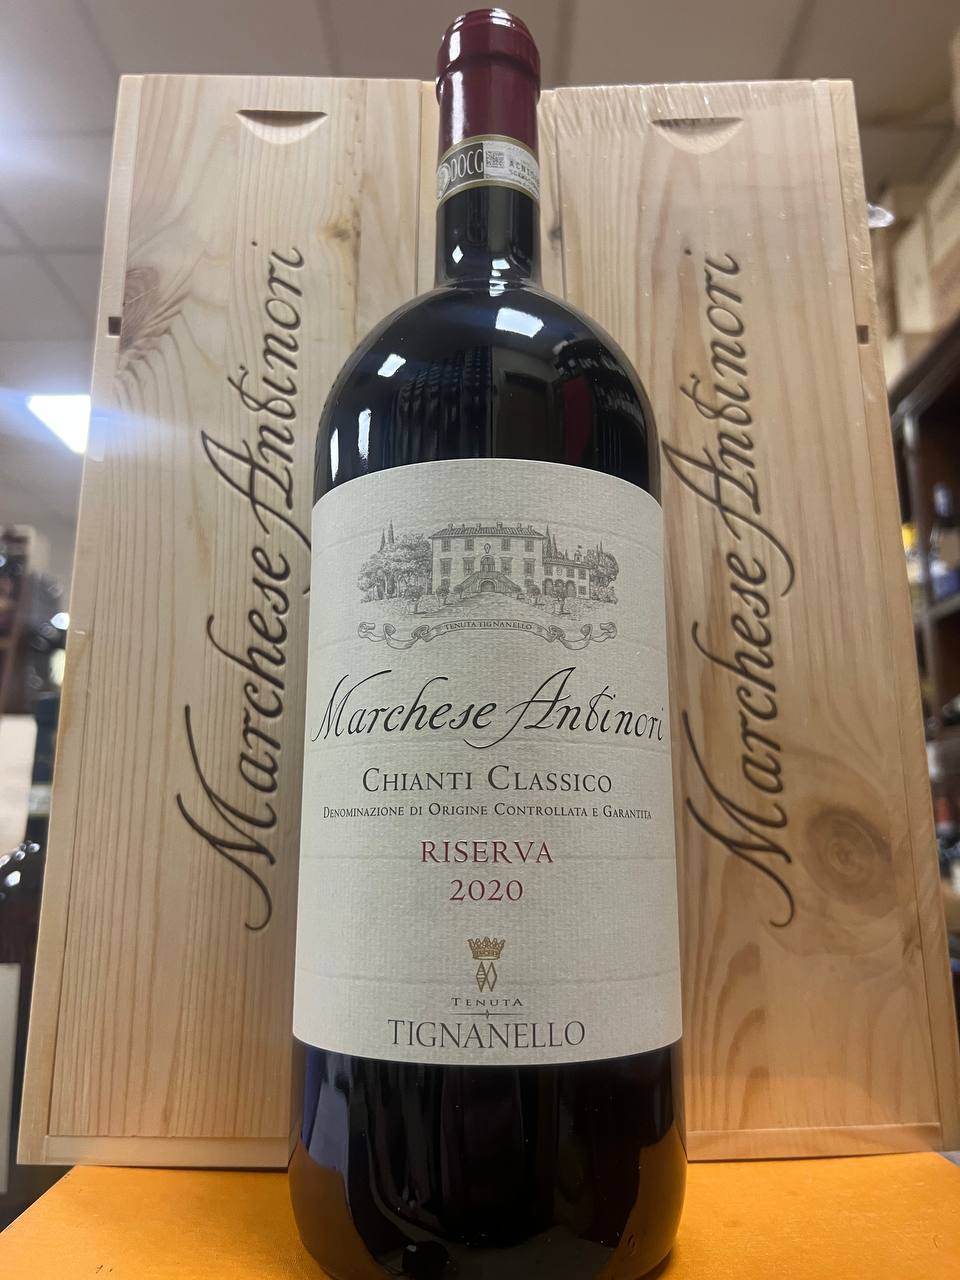 DOCG
Marchese Antinori
Marchese Antinori
TENUTA TIGNANELLO
Marchese Antinori
CHIANTI CLASSICO
DENOMINAZIONE DI ORIGINE CONTROLLATA E GARANTITA
RISERVA
2020
TENUTA
TIGNANELLO